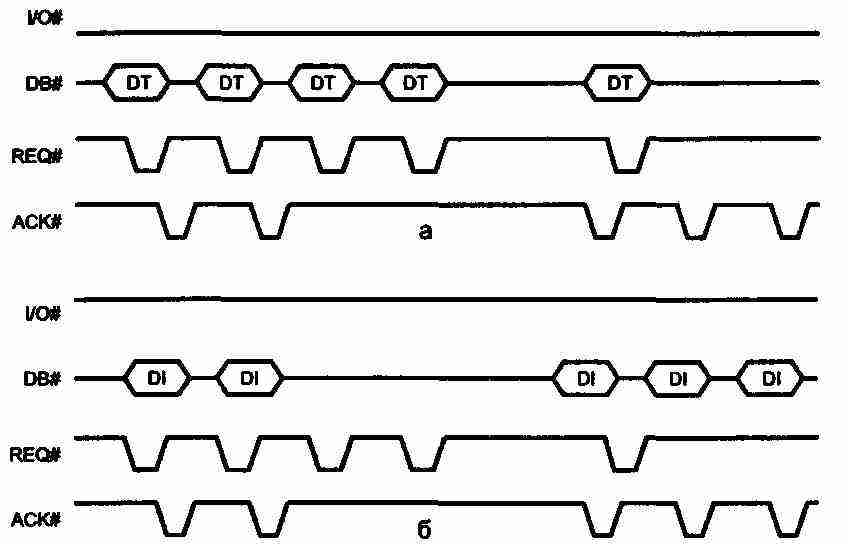 I/O#
DB# DT DT DT DT DT
REQ#
ACK#
а
I/O#
DB# DI DI DI DI DI
REQ#
ACK#
б